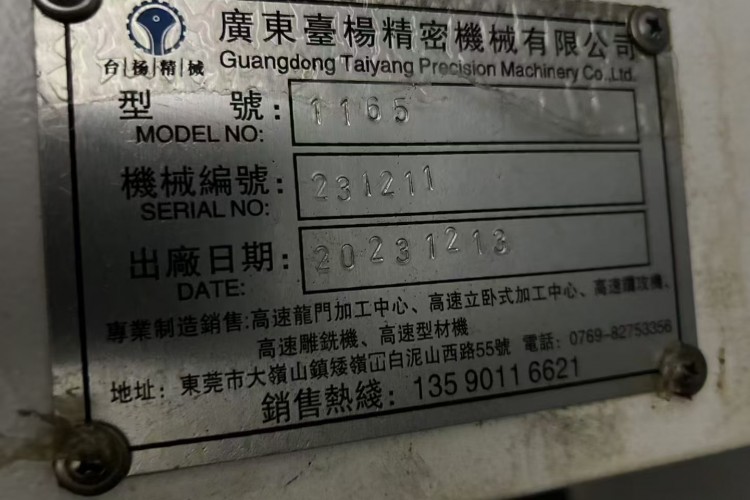 廣東臺楊精密機械有限公司
台扬精械
Guangdong Taiyang Precision Machinery Co.,Ltd.
型 號: 1165
MODEL NO:
機械編號: 231211
SERIAL NO:
出廠日期: 20231213
DATE:
專業制造銷售:高速龍門加工中心、高速立卧式加工中心、高速鑽攻機、
高速雕銑機、高速型材機
地址: 東莞市大嶺山鎮矮嶺冚白泥山西路55號 電話: 0769-82753356
銷售熱綫: 135 9011 6621